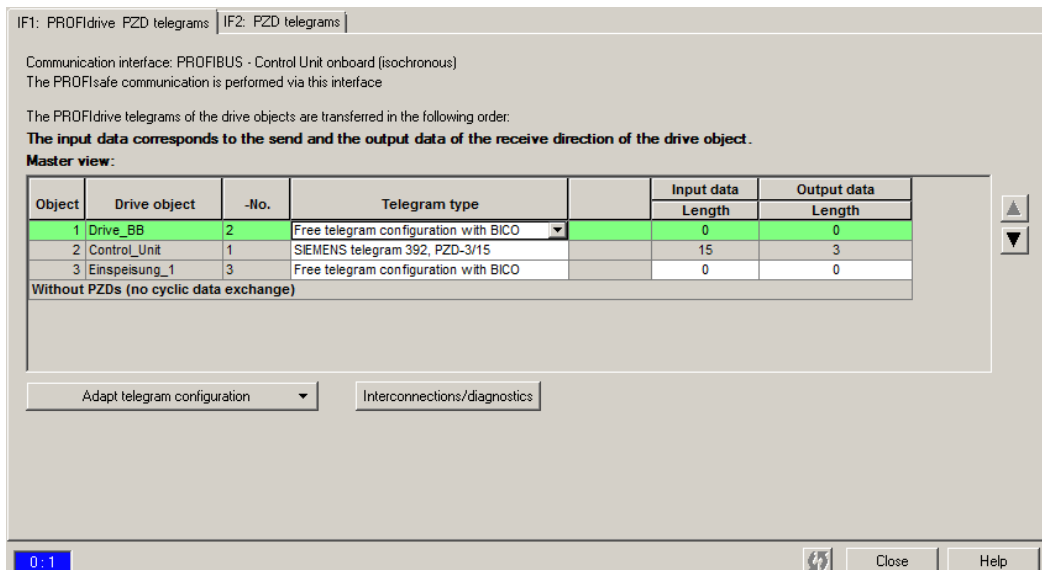 IF1: PROFIdrive PZD telegrams IF2: PZD telegrams
Communication interface: PROFIBUS - Control Unit onboard (isochronous)
The PROFIsafe communication is performed via this interface
The PROFIdrive telegrams of the drive objects are transferred in the following order:
The input data corresponds to the send and the output data of the receive direction of the drive object.
Master view:
Object Drive object -No. Telegram type Input data Output data
Length Length
1 Drive_BB 2 Free telegram configuration with BICO 0 0
2 Control_Unit 1 SIEMENS telegram 392, PZD-3/15 15 3
3 Einspeisung_1 3 Free telegram configuration with BICO 0 0
Without PZDs (no cyclic data exchange)
Adapt telegram configuration Interconnections/diagnostics
0 : 1 Close Help